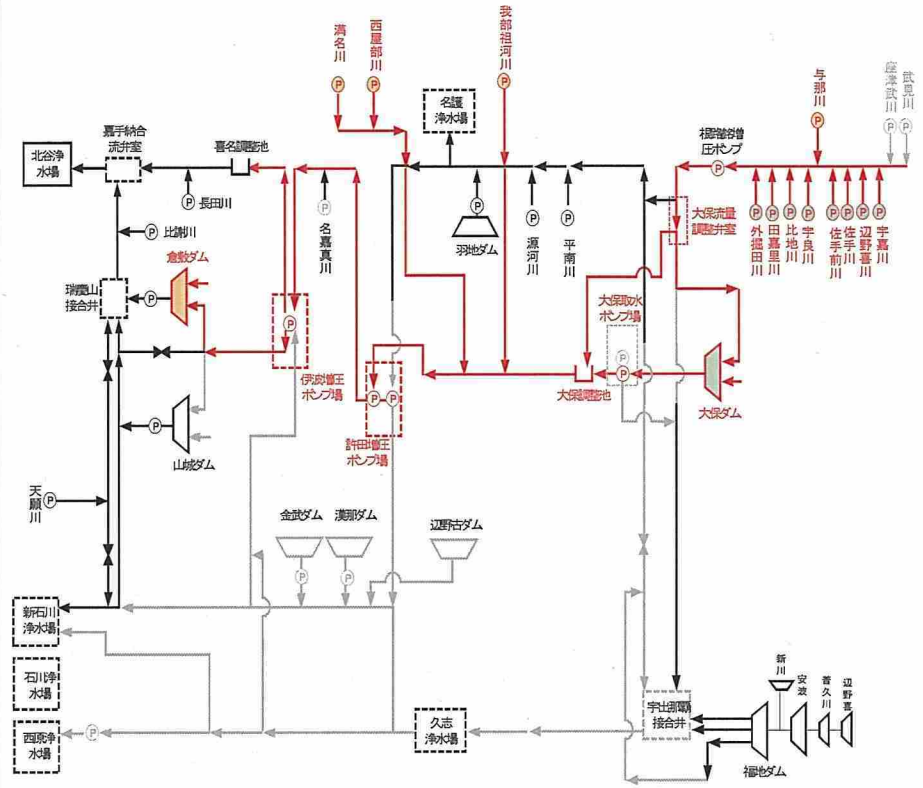 満名川
西屋部川
我部祖河川
与那川
座津武川
武見川
P
P
P
P
P
P
名護
浄水場
嘉手納合
流弁室
喜名調整池
北谷浄
水場
P
長田川
P
比謝川
P
名嘉真川
P
羽地ダム
P
源河川
P
平南川
P
大保流量
調整弁室
P
P
P
P
P
P
P
P
外掘田川
田嘉里川
比地川
宇良川
佐手前川
佐手川
辺野喜川
宇嘉川
倉敷ダム
P
瑞慶山
接合井
P
伊波増圧
ポンプ場
大保取水
ポンプ場
P
P
大保調整池
大保ダム
P
P
許田増圧
ポンプ場
P
山城ダム
天願川
P
金武ダム
漢那ダム
辺野古ダム
P
P
新石川
浄水場
石川浄
水場
西原浄
水場
P
久志
浄水場
接合井
新川
安波
普久川
辺野喜
福地ダム